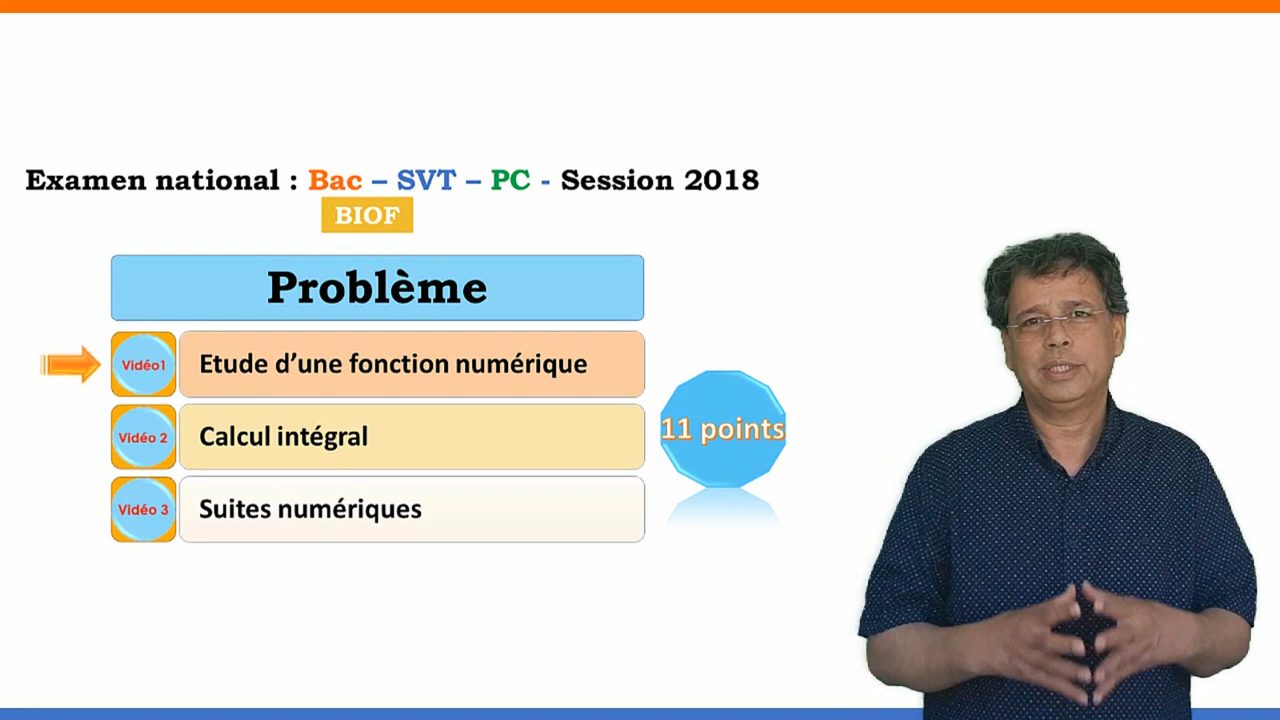 Examen national : Bac – SVT – PC - Session 2018
BIOF
Problème
Vidéo1
Etude d’une fonction numérique
Vidéo 2
Calcul intégral
11 points
Vidéo 3
Suites numériques